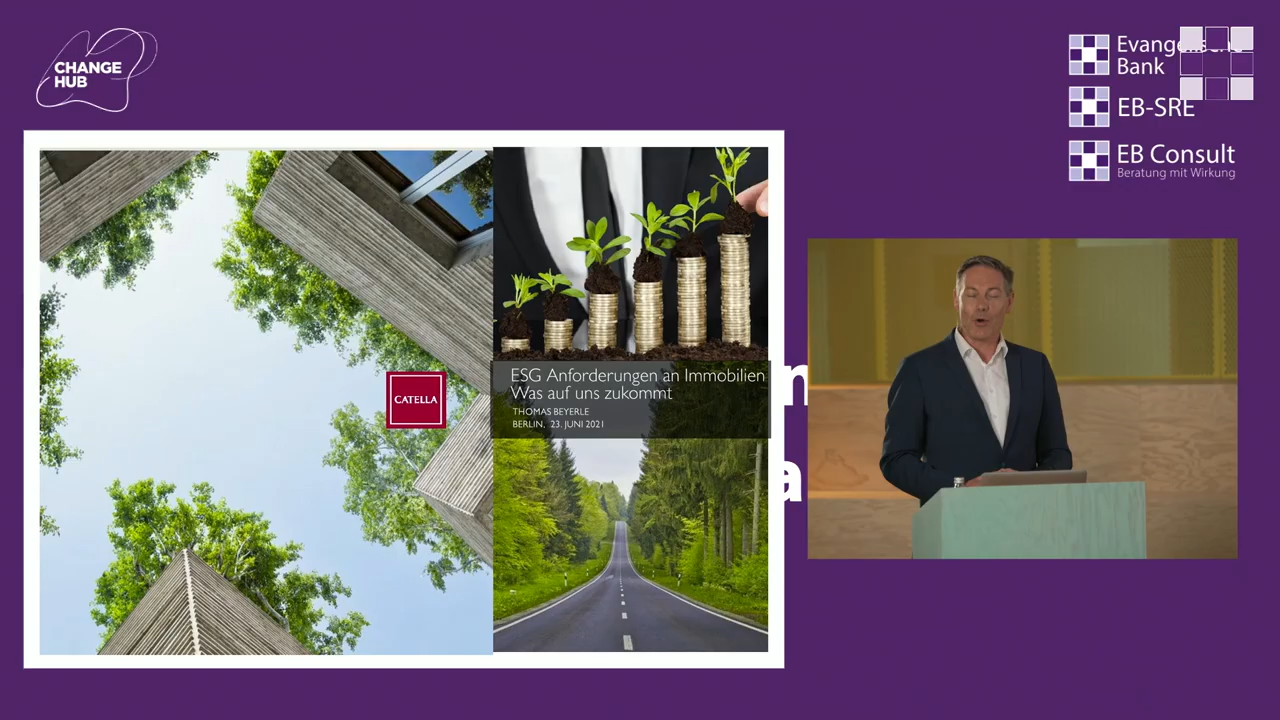 CHANGE
HUB
Evangelische
Bank
EB-SRE
EB Consult
Beratung mit Wirkung
CATELLA
ESG Anforderungen an Immobilien
Was auf uns zukommt
THOMAS BEYERLE
BERLIN, 23. JUNI 2021